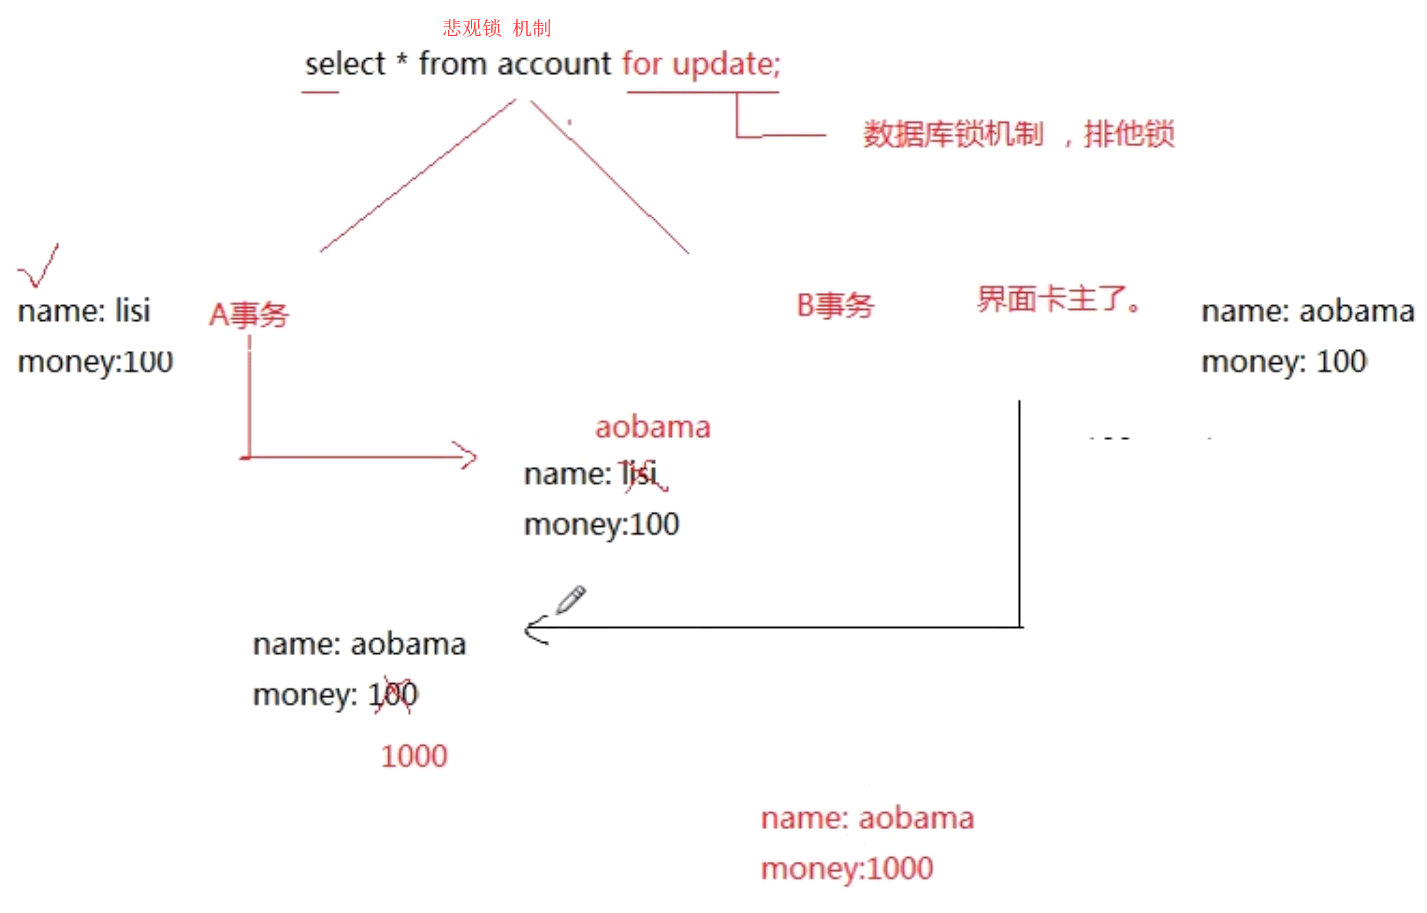 悲观锁 机制
select * from account for update;
数据库锁机制 ，排他锁
name: lisi
money:100
A事务
B事务
界面卡主了。
name: aobama
money: 100
aobama
name: lisi
money:100
name: aobama
money: 100
1000
name: aobama
money:1000